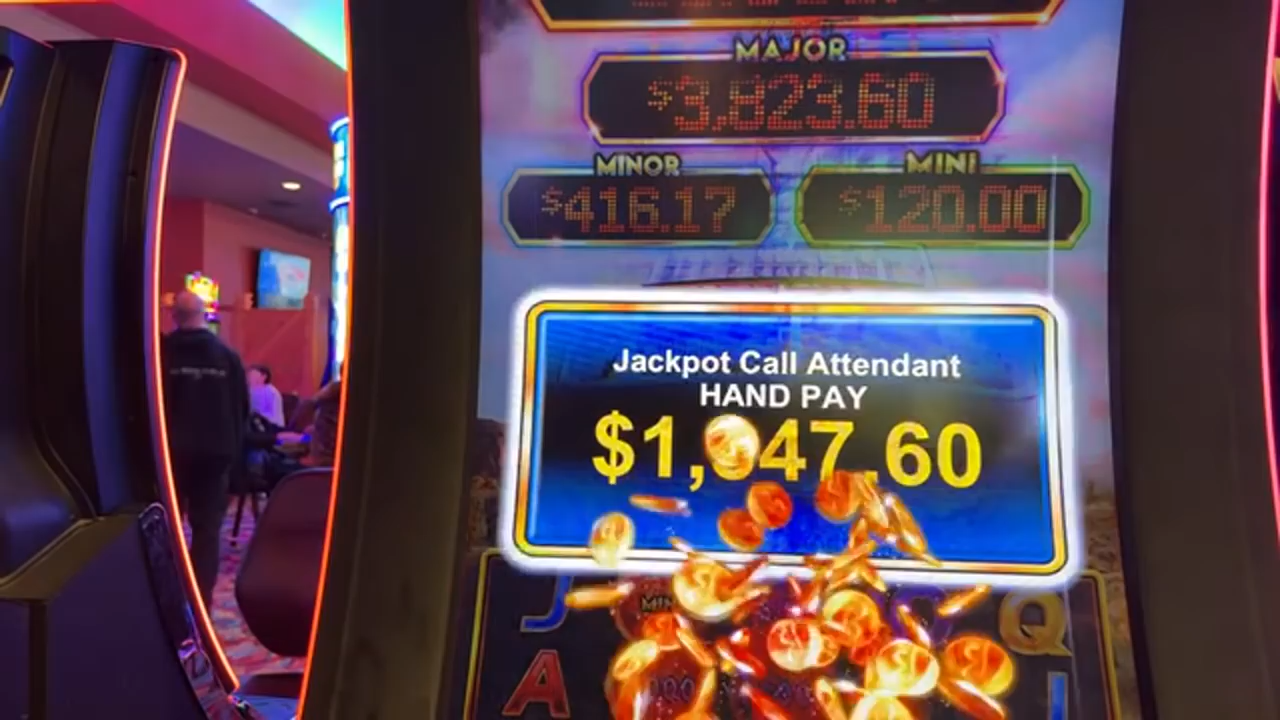 MAJOR
$3,823.60
MINOR
MINI
$416.17
$120.00
Jackpot Call Attendant
HAND PAY
J
Q
A